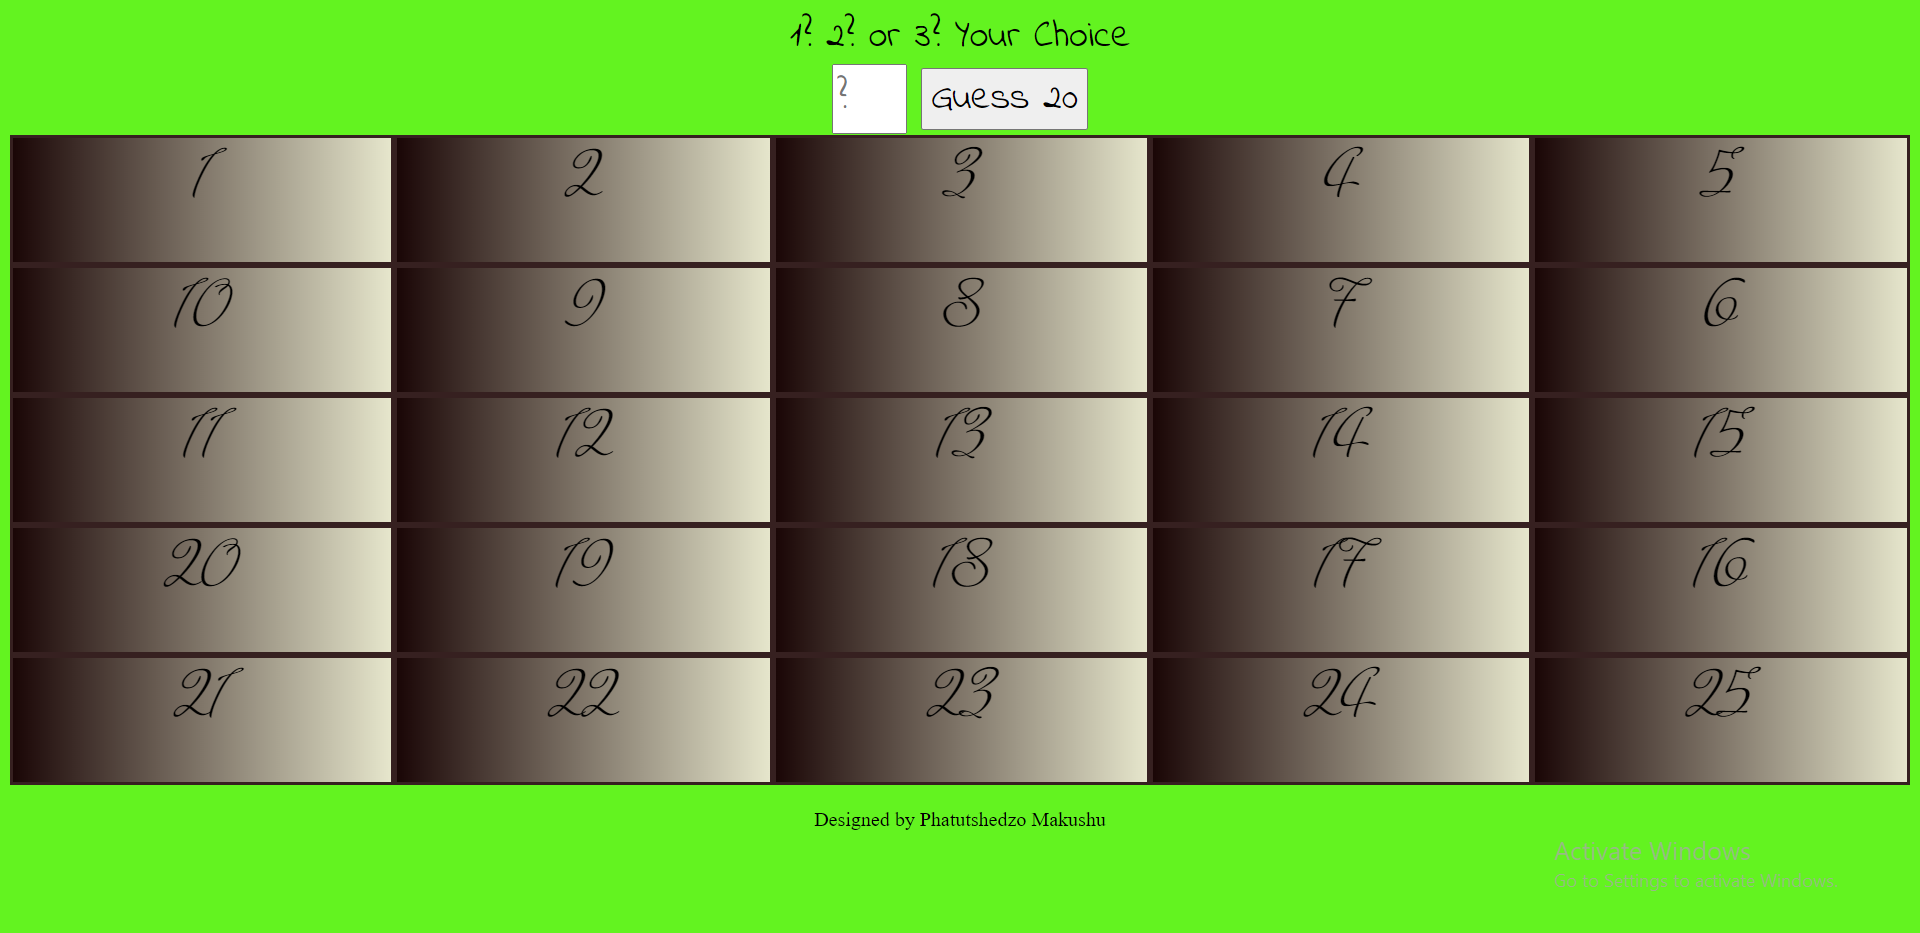 1? 2? or 3? Your Choice
? Guess 20
1 2 3 4 5
10 9 8 7 6
11 12 13 14 15
20 19 18 17 16
21 22 23 24 25
Designed by Phatutshedzo Makushu
Activate Windows
Go to Settings to activate Windows.